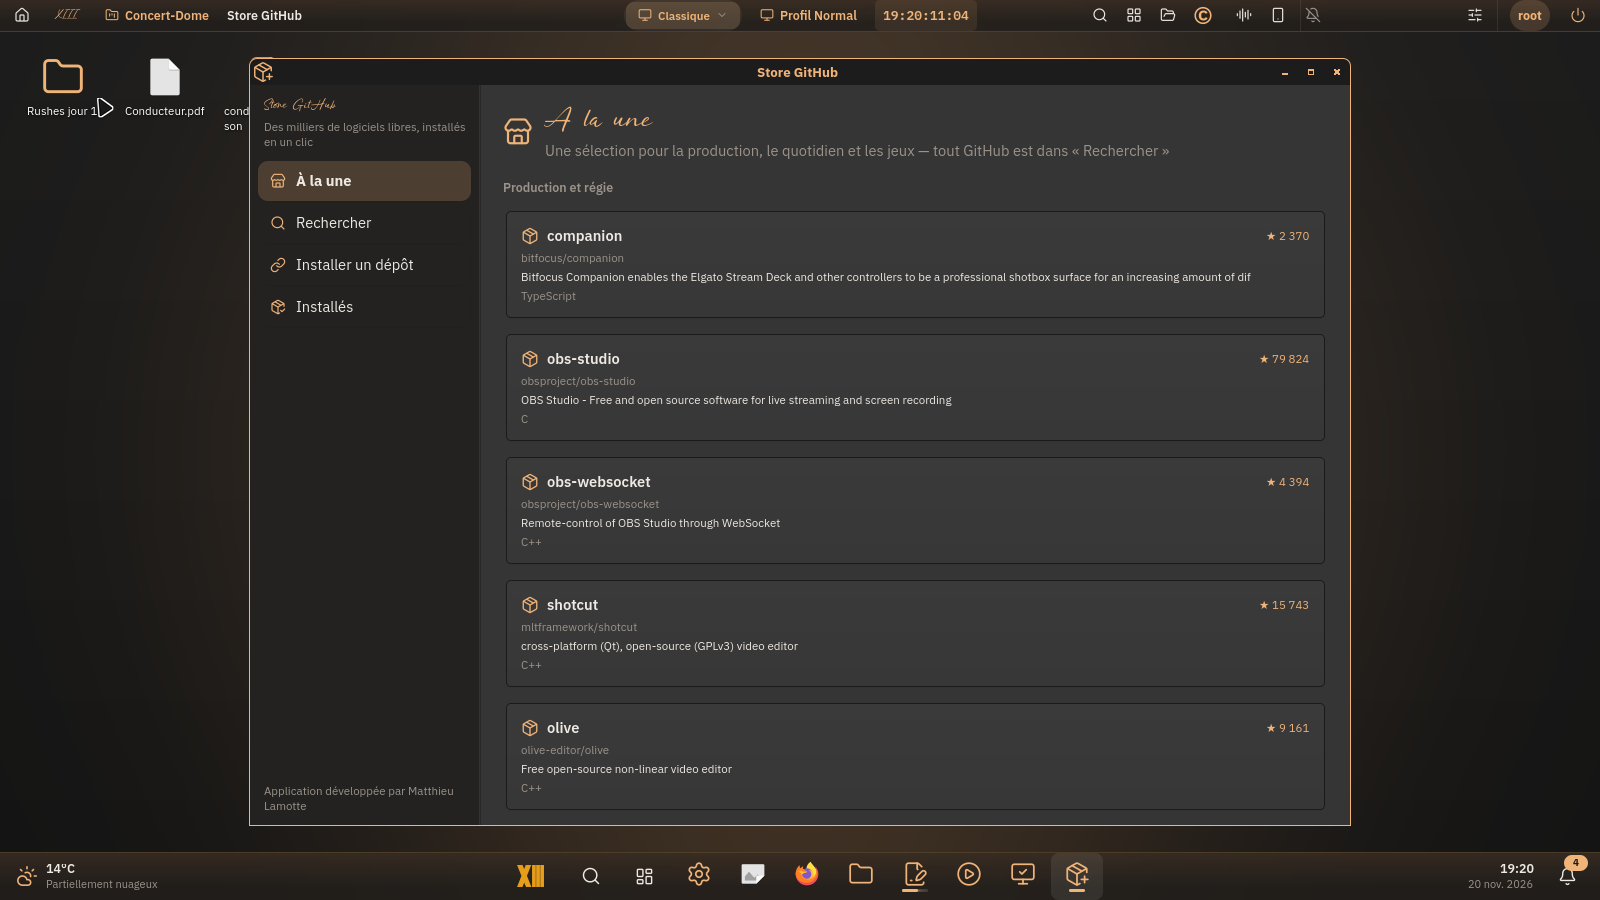 XIII
Concert-Dome
Store GitHub
Classique
Profil Normal
19:20:11:04
root
Rushes jour 1
Conducteur.pdf
cond
son
Store GitHub
Store GitHub
Des milliers de logiciels libres, installés
en un clic
À la une
Rechercher
Installer un dépôt
Installés
Application développée par Matthieu
Lamotte
A la une
Une sélection pour la production, le quotidien et les jeux — tout GitHub est dans « Rechercher »
Production et régie
companion
★ 2 370
bitfocus/companion
Bitfocus Companion enables the Elgato Stream Deck and other controllers to be a professional shotbox surface for an increasing amount of dif
TypeScript
obs-studio
★ 79 824
obsproject/obs-studio
OBS Studio - Free and open source software for live streaming and screen recording
C
obs-websocket
★ 4 394
obsproject/obs-websocket
Remote-control of OBS Studio through WebSocket
C++
shotcut
★ 15 743
mltframework/shotcut
cross-platform (Qt), open-source (GPLv3) video editor
C++
olive
★ 9 161
olive-editor/olive
Free open-source non-linear video editor
C++
14°C
Partiellement nuageux
XIII
19:20
20 nov. 2026
4